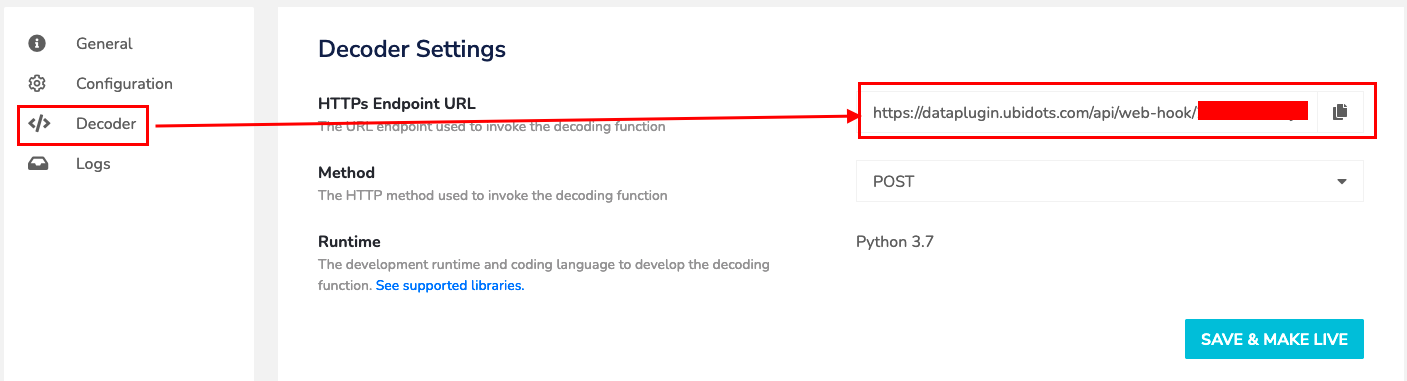 General
Configuration
Decoder
Logs
Decoder Settings
HTTPs Endpoint URL
The URL endpoint used to invoke the decoding function
https://dataplugin.ubidots.com/api/web-hook/
Method
The HTTP method used to invoke the decoding function
POST
Runtime
The development runtime and coding language to develop the decoding
function. See supported libraries.
Python 3.7
SAVE & MAKE LIVE